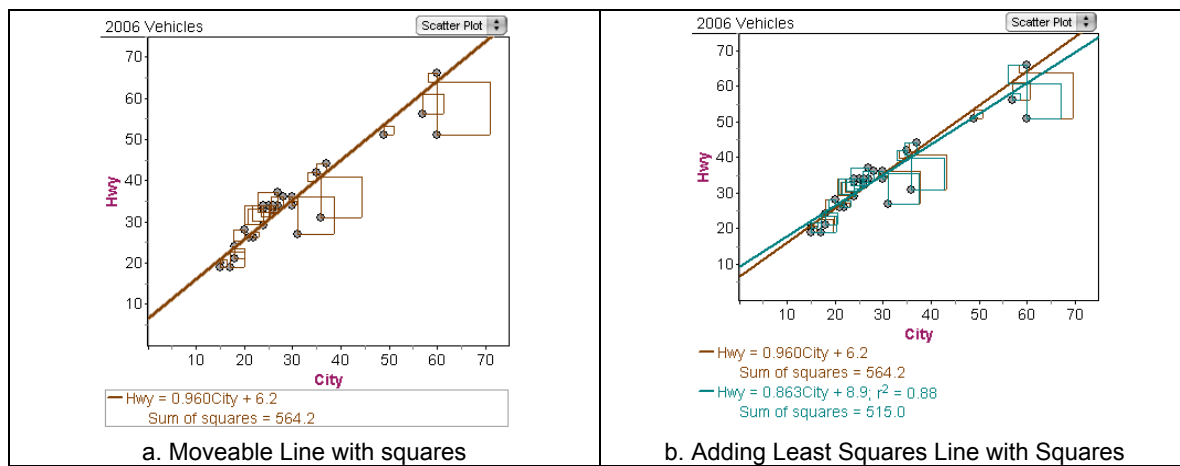 2006 Vehicles
Scatter Plot
70
60
50
40
30
20
10
Hwy
10 20 30 40 50 60 70
City
Hwy = 0.960City + 6.2
Sum of squares = 564.2
a. Moveable Line with squares
2006 Vehicles
Scatter Plot
70
60
50
40
30
20
10
Hwy
10 20 30 40 50 60 70
City
Hwy = 0.960City + 6.2
Sum of squares = 564.2
Hwy = 0.863City + 8.9; r² = 0.88
Sum of squares = 515.0
b. Adding Least Squares Line with Squares